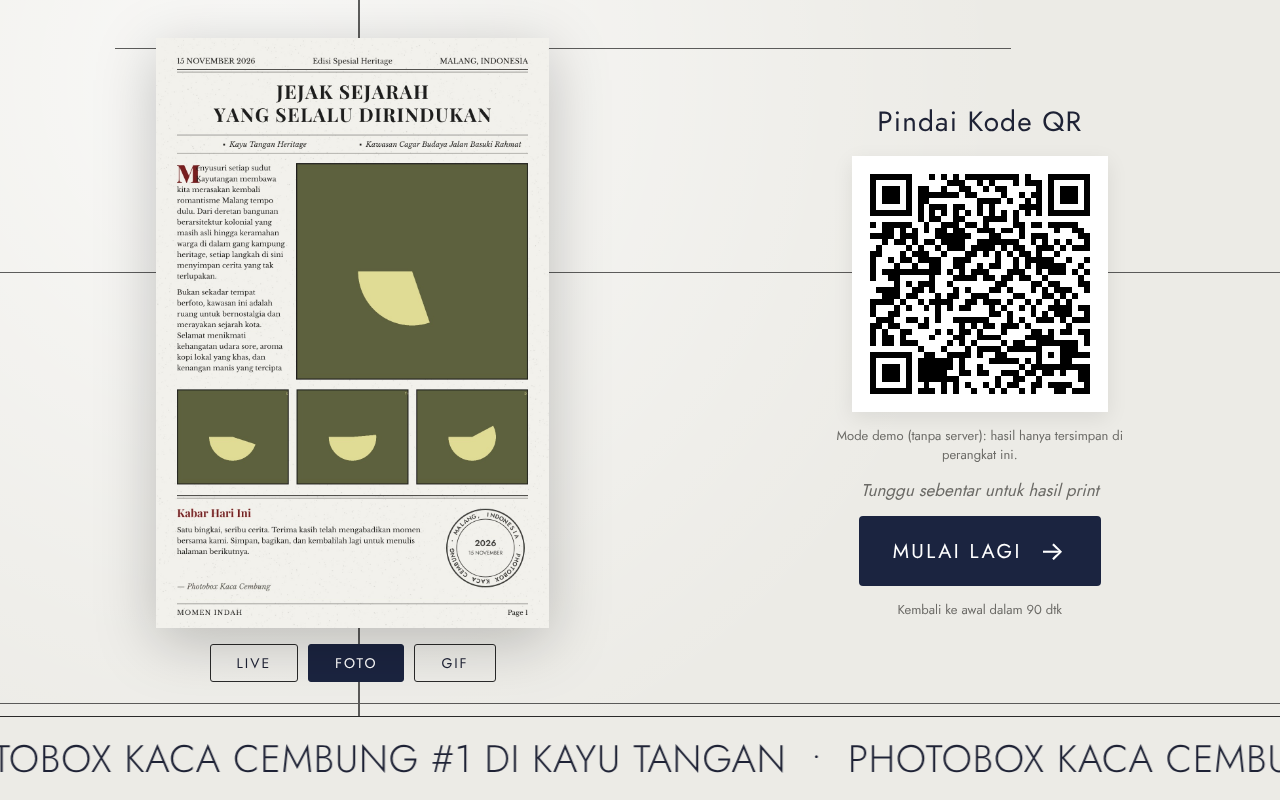 15 NOVEMBER 2026 Edisi Spesial Heritage MALANG, INDONESIA
JEJAK SEJARAH
YANG SELALU DIRINDUKAN
• Kayu Tangan Heritage • Kawasan Cagar Budaya Jalan Basuki Rahmat
Mnyusuri setiap sudut
Kayutangan membawa
kita merasakan kembali
romantisme Malang tempo
dulu. Dari deretan bangunan
berarsitektur kolonial yang
masih asli hingga keramahan
warga di dalam gang kampung
heritage, setiap langkah di sini
menyimpan cerita yang tak
terlupakan.
Bukan sekadar tempat
berfoto, kawasan ini adalah
ruang untuk bernostalgia dan
merayakan sejarah kota.
Selamat menikmati
kehangatan udara sore, aroma
kopi lokal yang khas, dan
kenangan manis yang tercipta
Kabar Hari Ini
Satu bingkai, seribu cerita. Terima kasih telah mengabadikan momen
bersama kami. Simpan, bagikan, dan kembalilah lagi untuk menulis
halaman berikutnya.
— Photobox Kaca Cembung
· MALANG, INDONESIA · PHOTOBOX KACA CEMBUNG
2026
15 NOVEMBER
MOMEN INDAH Page 1
LIVE FOTO GIF
Pindai Kode QR
Mode demo (tanpa server): hasil hanya tersimpan di
perangkat ini.
Tunggu sebentar untuk hasil print
MULAI LAGI →
Kembali ke awal dalam 90 dtk
TOBOX KACA CEMBUNG #1 DI KAYU TANGAN · PHOTOBOX KACA CEMBU